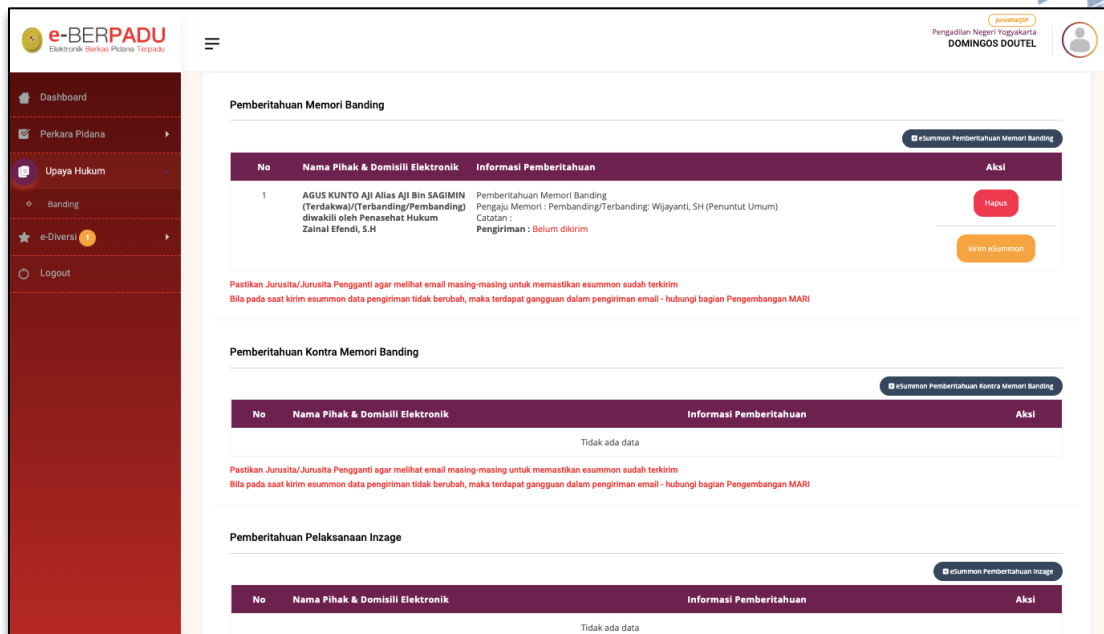 e-BERPADU
Elektronik Berkas Pidana Terpadu
Jurusita/JSP
Pengadilan Negeri Yogyakarta
DOMINGOS DOUTEL
Dashboard
Perkara Pidana
Upaya Hukum
Banding
e-Diversi 1
Logout
Pemberitahuan Memori Banding
eSummon Pemberitahuan Memori Banding
No Nama Pihak & Domisili Elektronik Informasi Pemberitahuan Aksi
1 AGUS KUNTO AJI Alias AJI Bin SAGIMIN Pemberitahuan Memori Banding Hapus
(Terdakwa)/(Terbanding/Pembanding) Pengaju Memori : Pembanding/Terbanding: Wijayanti, SH (Penuntut Umum)
diwakili oleh Penasehat Hukum Catatan :
Zainal Efendi, S.H Pengiriman : Belum dikirim
kirim eSummon
Pastikan Jurusita/Jurusita Pengganti agar melihat email masing-masing untuk memastikan esummon sudah terkirim
Bila pada saat kirim esummon data pengiriman tidak berubah, maka terdapat gangguan dalam pengiriman email - hubungi bagian Pengembangan MARI
Pemberitahuan Kontra Memori Banding
eSummon Pemberitahuan Kontra Memori Banding
No Nama Pihak & Domisili Elektronik Informasi Pemberitahuan Aksi
Tidak ada data
Pastikan Jurusita/Jurusita Pengganti agar melihat email masing-masing untuk memastikan esummon sudah terkirim
Bila pada saat kirim esummon data pengiriman tidak berubah, maka terdapat gangguan dalam pengiriman email - hubungi bagian Pengembangan MARI
Pemberitahuan Pelaksanaan Inzage
eSummon Pemberitahuan Inzage
No Nama Pihak & Domisili Elektronik Informasi Pemberitahuan Aksi
Tidak ada data